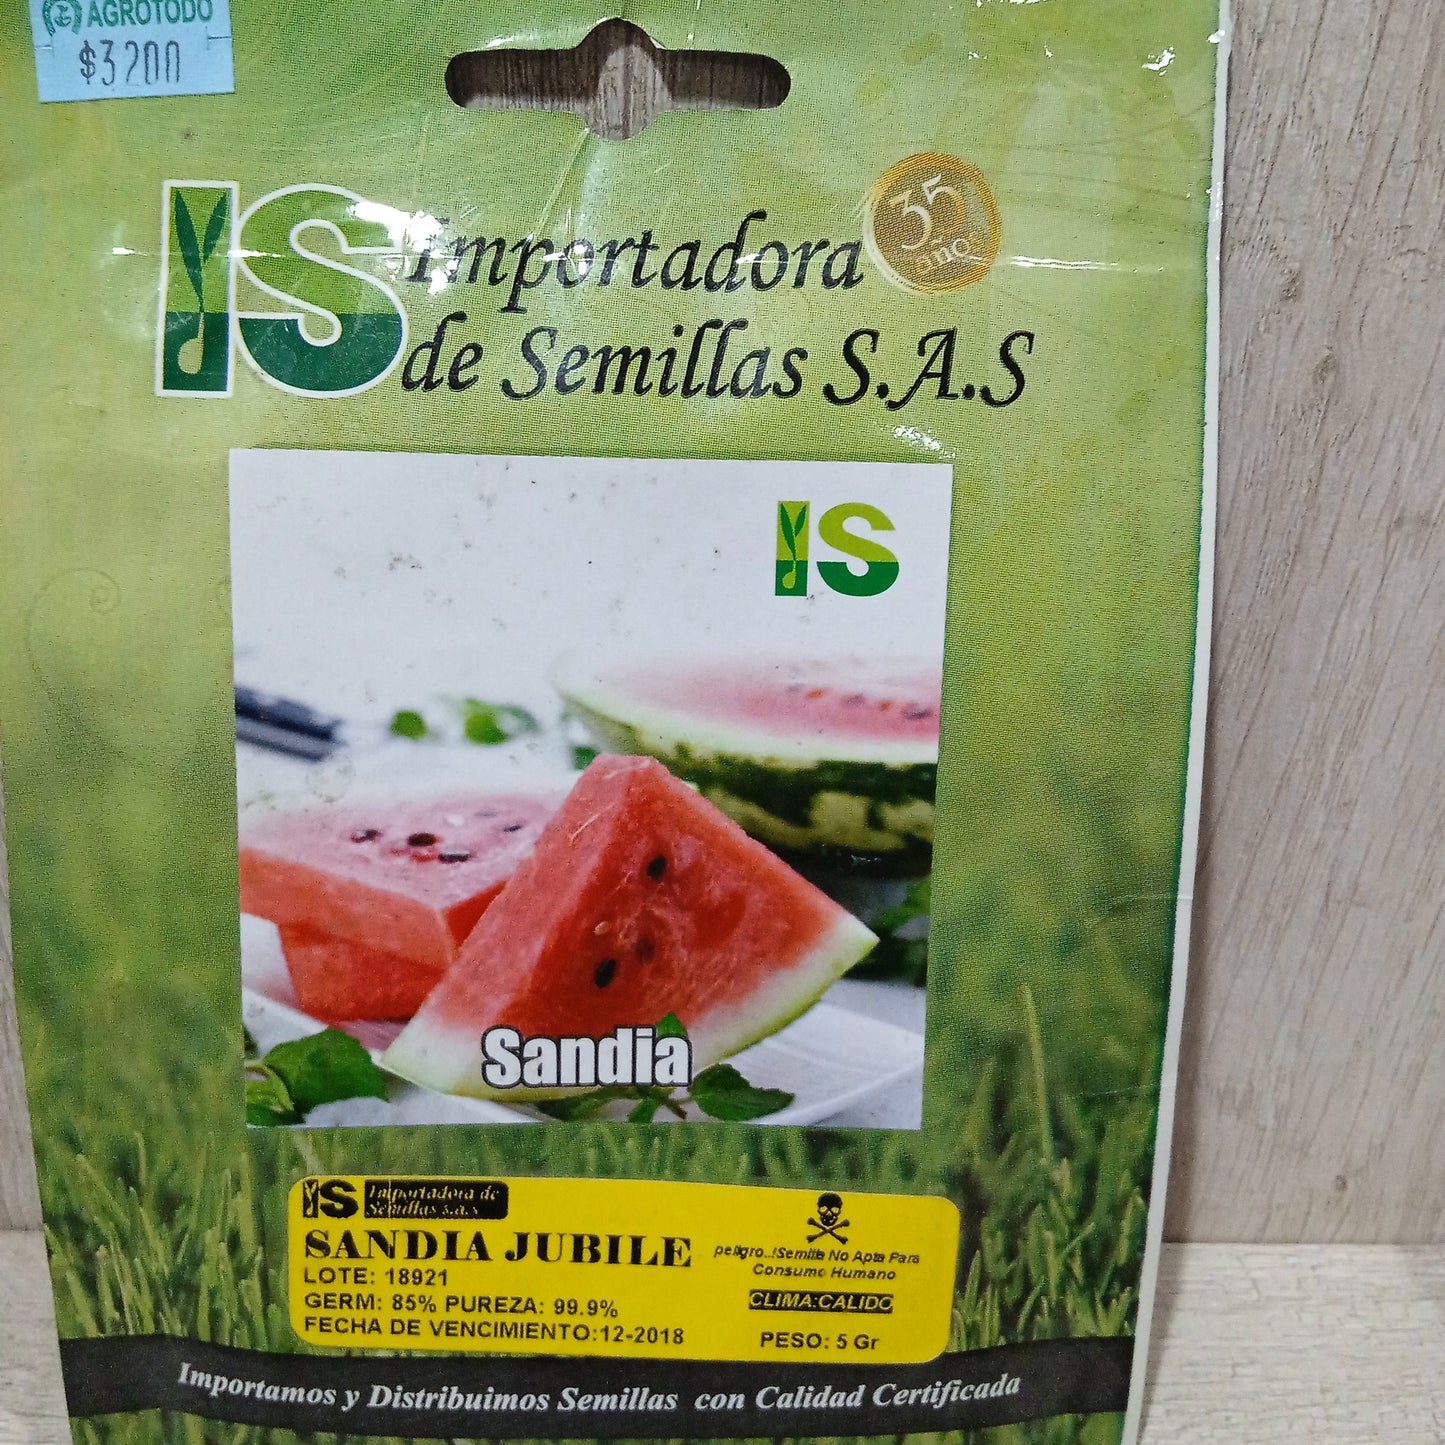 AGROTODO
$3200
IS Importadora
de Semillas S.A.S
35
año
IS
Sandia
IS Importadora de
Semillas s.a.s
SANDIA JUBILE
LOTE: 18921
GERM: 85% PUREZA: 99.9%
FECHA DE VENCIMIENTO:12-2018
peligro..!Semilla No Apta Para
Consumo Humano
CLIMA:CALIDO
PESO: 5 Gr
Importamos y Distribuimos Semillas con Calidad Certificada